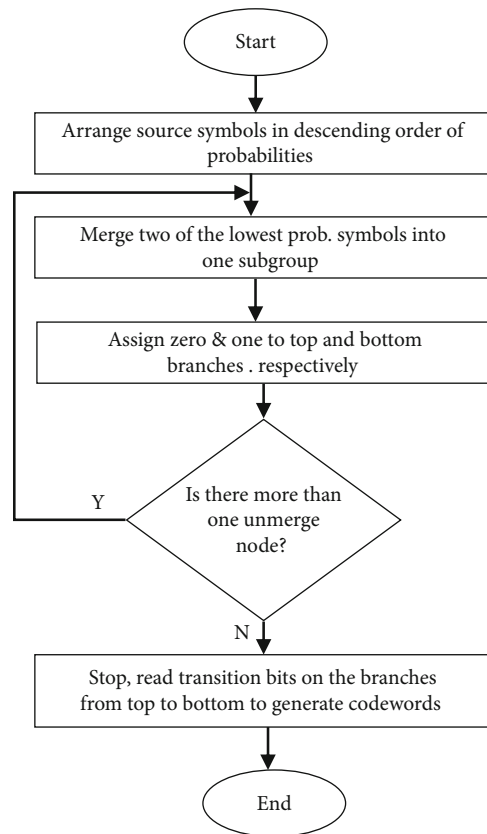 Start
Arrange source symbols in descending order of
probabilities
Merge two of the lowest prob. symbols into
one subgroup
Assign zero & one to top and bottom
branches . respectively
Is there more than
one unmerge
node?
Y
N
Stop, read transition bits on the branches
from top to bottom to generate codewords
End